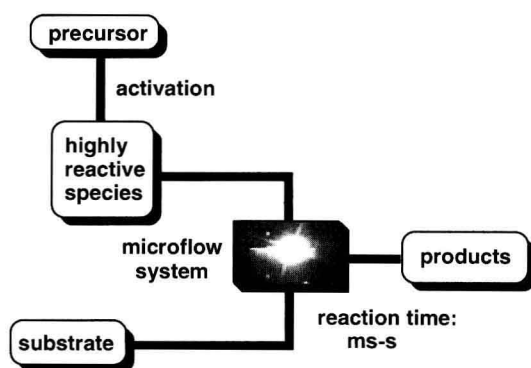 precursor
activation
highly
reactive
species
microflow
system
products
reaction time:
ms-s
substrate